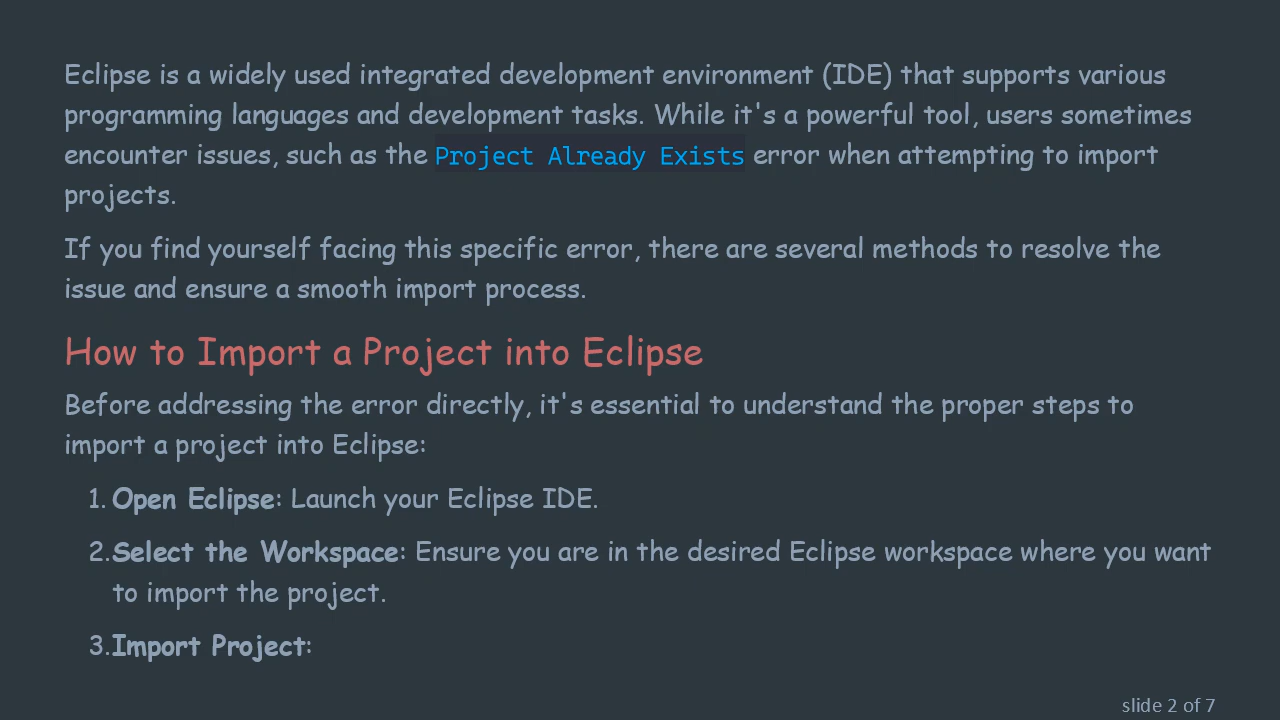 Eclipse is a widely used integrated development environment (IDE) that supports various
programming languages and development tasks. While it's a powerful tool, users sometimes
encounter issues, such as the Project Already Exists error when attempting to import
projects.
If you find yourself facing this specific error, there are several methods to resolve the
issue and ensure a smooth import process.
How to Import a Project into Eclipse
Before addressing the error directly, it's essential to understand the proper steps to
import a project into Eclipse:
1. Open Eclipse: Launch your Eclipse IDE.
2. Select the Workspace: Ensure you are in the desired Eclipse workspace where you want
to import the project.
3. Import Project:
slide 2 of 7